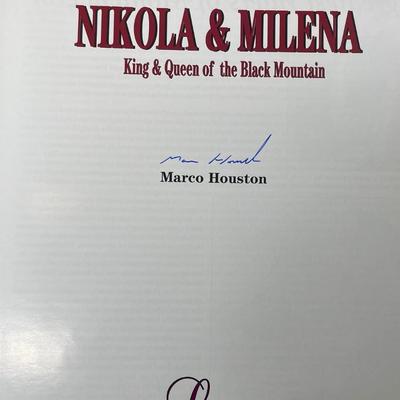 NIKOLA & MILENA
King & Queen of the Black Mountain
Marco Houston